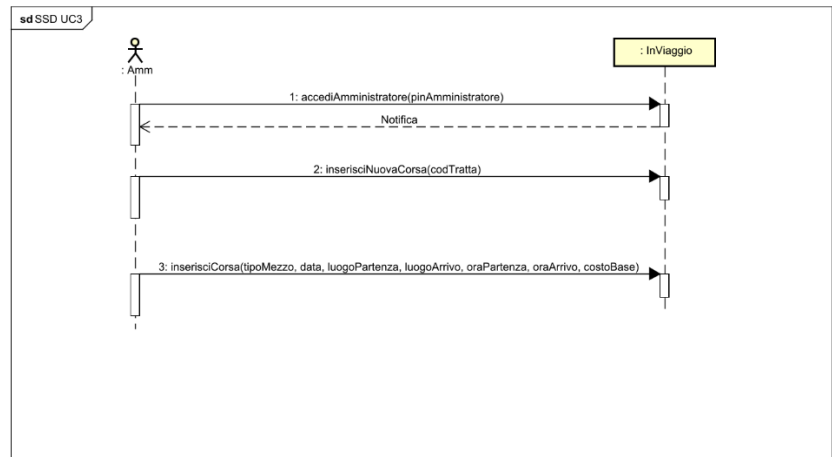 sd SSD UC3
: Amm
: InViaggio
1: accediAmministratore(pinAmministratore)
Notifica
2: inserisciNuovaCorsa(codTratta)
3: inserisciCorsa(tipoMezzo, data, luogoPartenza, luogoArrivo, oraPartenza, oraArrivo, costoBase)